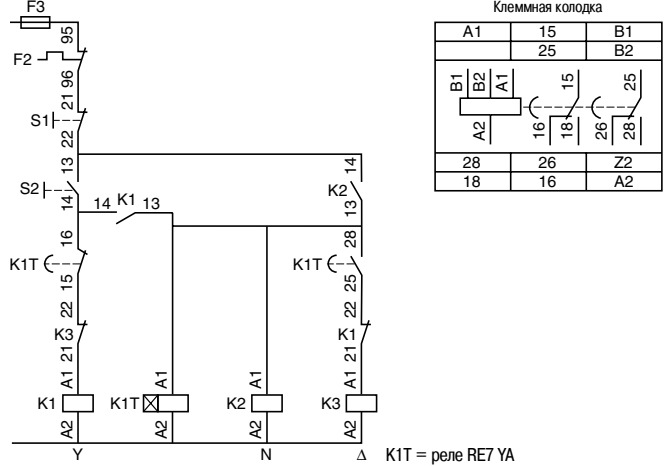 F3
95
F2
96
21
S1
22
13
14
S2
14
14 K1 13
K2
13
16
28
K1T
K1T
15
25
22
22
K3
K1
21
21
A1 A1 A1 A1
K1 K1T K2 K3
A2 A2 A2 A2
Y N Δ K1T = реле RE7 YA
Клеммная колодка
A1 15 B1
25 B2
B1 B2 A1 15 25
A2 16 18 26 28
28 26 Z2
18 16 A2